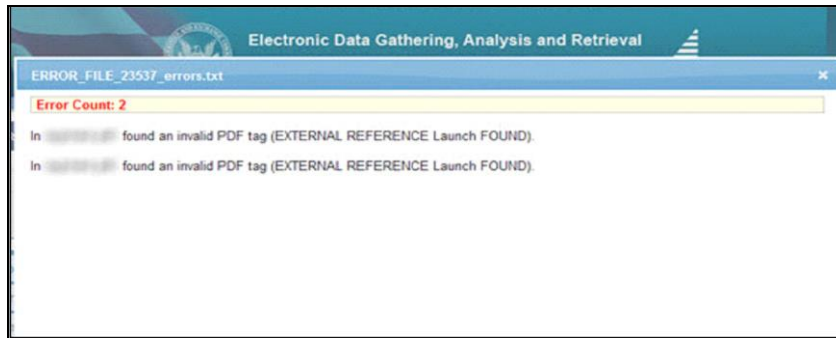 Electronic Data Gathering, Analysis and Retrieval
ERROR_FILE_23537_errors.txt
Error Count: 2
In found an invalid PDF tag (EXTERNAL REFERENCE Launch FOUND).
In found an invalid PDF tag (EXTERNAL REFERENCE Launch FOUND).